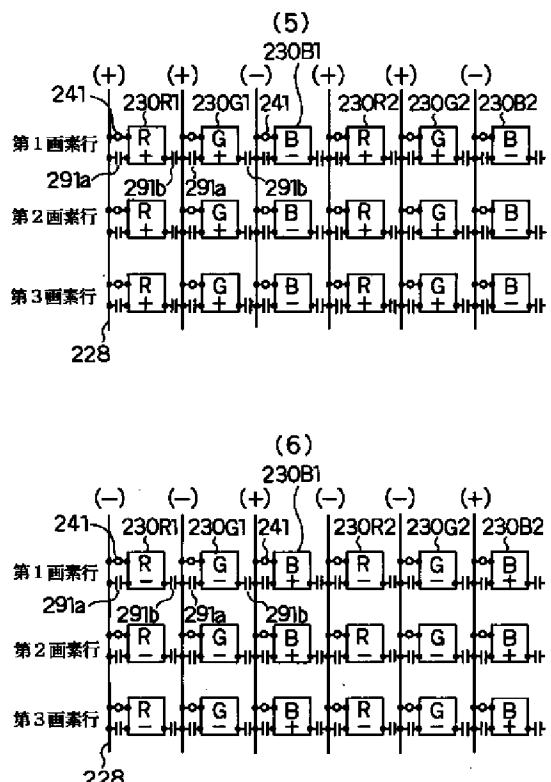 (5)
230B1
(+) (+) (-) (+) (+) (-)
241 230R1 230G1 241 230R2 230G2 230B2
第1画素行 R + G + B - R + G + B -
291a 291b 291a 291b
第2画素行 R + G + B - R + G + B -
第3画素行 R + G + B - R + G + B -
228
(6)
230B1
(-) (-) (+) (-) (-) (+)
241 230R1 230G1 241 230R2 230G2 230B2
第1画素行 R - G - B + R - G - B +
291a 291b 291a 291b
第2画素行 R - G - B + R - G - B +
第3画素行 R - G - B + R - G - B +
228